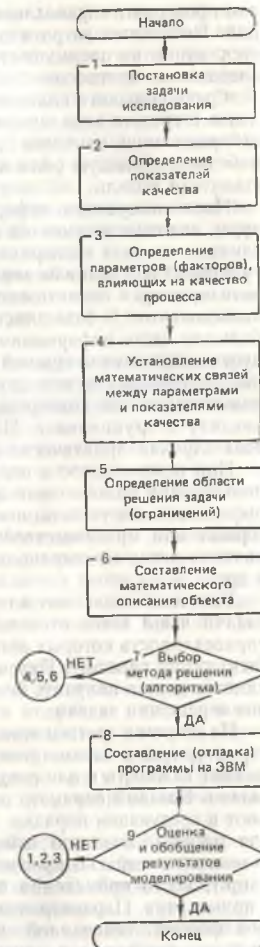 Начало
1
Постановка
задачи
исследования
2
Определение
показателей
качества
3
Определение
параметров (факторов),
влияющих на качество
процесса
4
Установление
математических связей
между параметрами
и показателями
качества
5
Определение области
решения задачи
(ограничений)
6
Составление
математического
описания объекта
7
Выбор
метода решения
(алгоритма)
НЕТ
4,5,6
ДА
8
Составление (отладка)
программы на ЭВМ
9
Оценка
и обобщение
результатов
моделирования
НЕТ
1,2,3
ДА
Конец